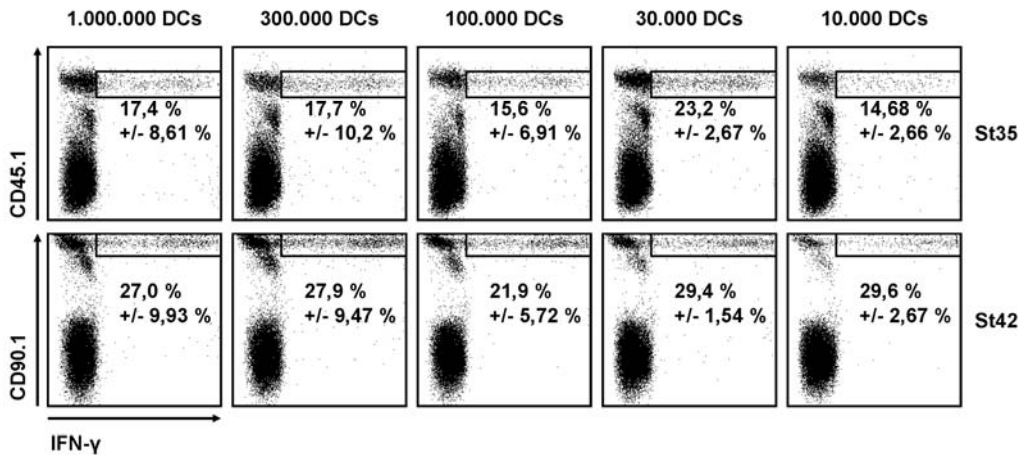 1.000.000 DCs 300.000 DCs 100.000 DCs 30.000 DCs 10.000 DCs
CD45.1
17,4 % 17,7 % 15,6 % 23,2 % 14,68 %
+/- 8,61 % +/- 10,2 % +/- 6,91 % +/- 2,67 % +/- 2,66 %
St35
CD90.1
27,0 % 27,9 % 21,9 % 29,4 % 29,6 %
+/- 9,93 % +/- 9,47 % +/- 5,72 % +/- 1,54 % +/- 2,67 %
St42
IFN-γ